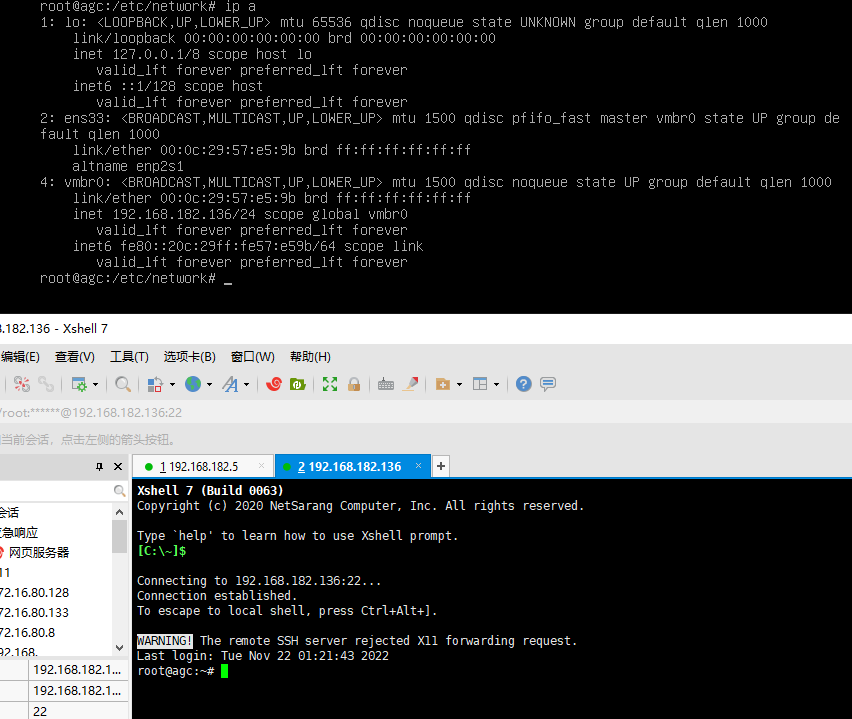 root@agc:/etc/network# ip a
1: lo: <LOOPBACK,UP,LOWER_UP> mtu 65536 qdisc noqueue state UNKNOWN group default qlen 1000
link/loopback 00:00:00:00:00:00 brd 00:00:00:00:00:00
inet 127.0.0.1/8 scope host lo
valid_lft forever preferred_lft forever
inet6 ::1/128 scope host
valid_lft forever preferred_lft forever
2: ens33: <BROADCAST,MULTICAST,UP,LOWER_UP> mtu 1500 qdisc pfifo_fast master vmbr0 state UP group de
fault qlen 1000
link/ether 00:0c:29:57:e5:9b brd ff:ff:ff:ff:ff:ff
altname enp2s1
4: vmbr0: <BROADCAST,MULTICAST,UP,LOWER_UP> mtu 1500 qdisc noqueue state UP group default qlen 1000
link/ether 00:0c:29:57:e5:9b brd ff:ff:ff:ff:ff:ff
inet 192.168.182.136/24 scope global vmbr0
valid_lft forever preferred_lft forever
inet6 fe80::20c:29ff:fe57:e59b/64 scope link
valid_lft forever preferred_lft forever
root@agc:/etc/network# _
.182.136 - Xshell 7
编辑(E) 查看(V) 工具(T) 选项卡(B) 窗口(W) 帮助(H)
/root:******@192.168.182.136:22
当前会话，点击左侧的箭头按钮。
1 192.168.182.5 × 2 192.168.182.136 × +
Xshell 7 (Build 0063)
Copyright (c) 2020 NetSarang Computer, Inc. All rights reserved.
Type `help' to learn how to use Xshell prompt.
[C:\~]$
Connecting to 192.168.182.136:22...
Connection established.
To escape to local shell, press Ctrl+Alt+].
WARNING! The remote SSH server rejected X11 forwarding request.
Last login: Tue Nov 22 01:21:43 2022
root@agc:~#
会话
急响应
网页服务器
11
72.16.80.128
72.16.80.133
72.16.80.8
92.168.
192.168.182.1...
192.168.182.1...
22